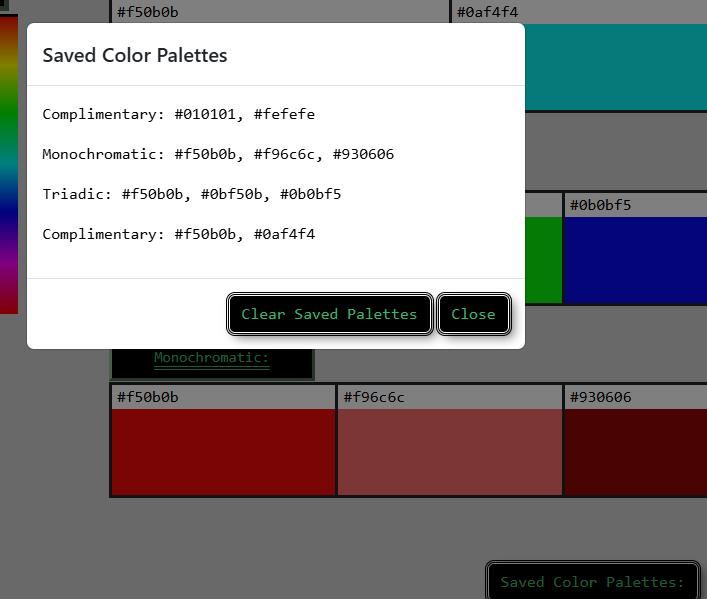 #f50b0b
#0af4f4
Saved Color Palettes
Complimentary: #010101, #fefefe
Monochromatic: #f50b0b, #f96c6c, #930606
Triadic: #f50b0b, #0bf50b, #0b0bf5
Complimentary: #f50b0b, #0af4f4
#0b0bf5
Clear Saved Palettes
Close
Monochromatic:
#f50b0b
#f96c6c
#930606
Saved Color Palettes: